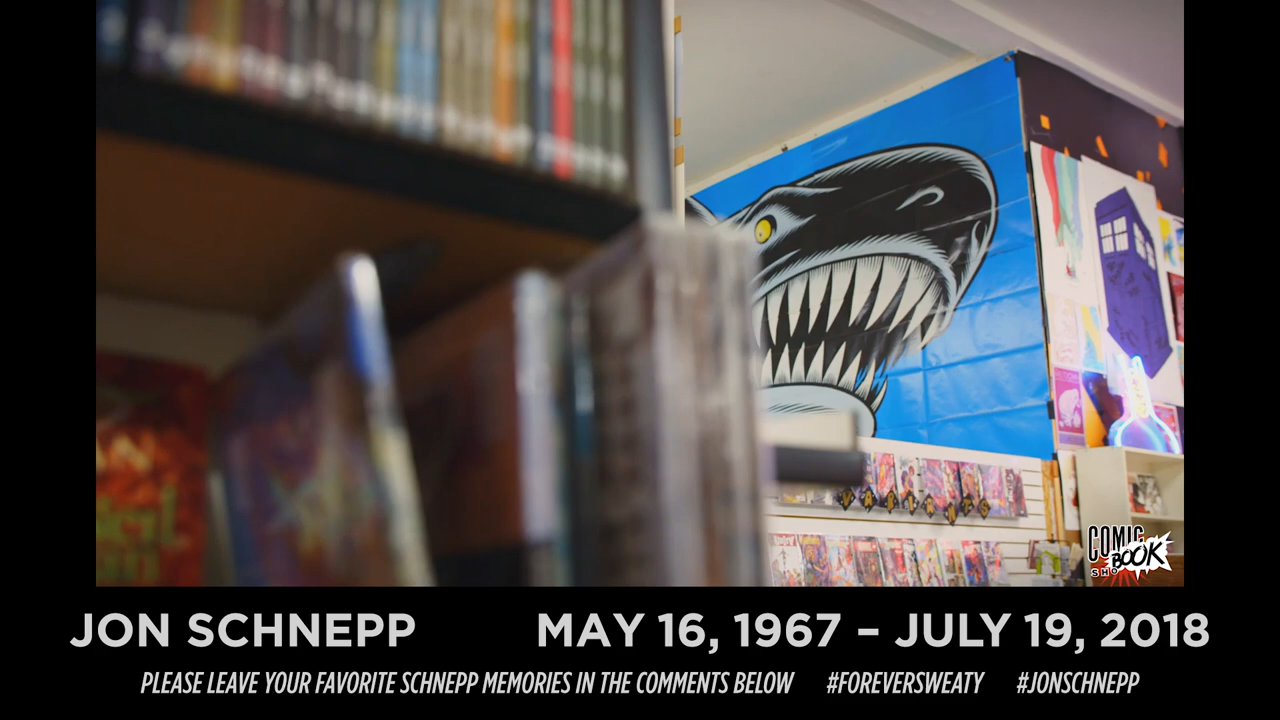 COMIC
BOOK
SHOW
JON SCHNEPP MAY 16, 1967 – JULY 19, 2018
PLEASE LEAVE YOUR FAVORITE SCHNEPP MEMORIES IN THE COMMENTS BELOW #FOREVERSWEATY #JONSCHNEPP